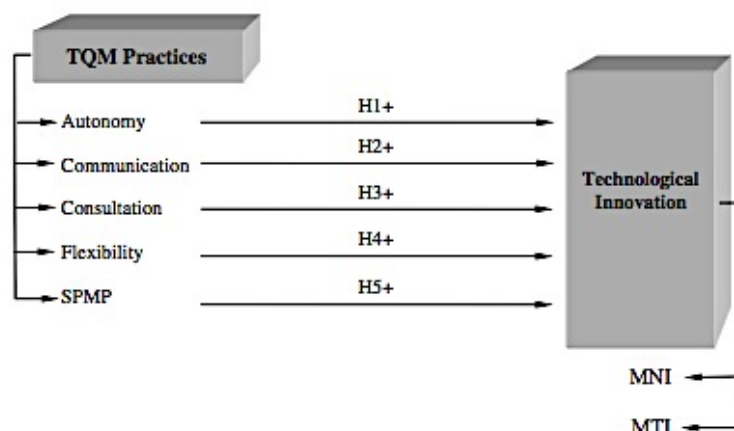 TQM Practices
Autonomy
H1+
Communication
H2+
Consultation
H3+
Flexibility
H4+
SPMP
H5+
Technological
Innovation
MNI
MTI